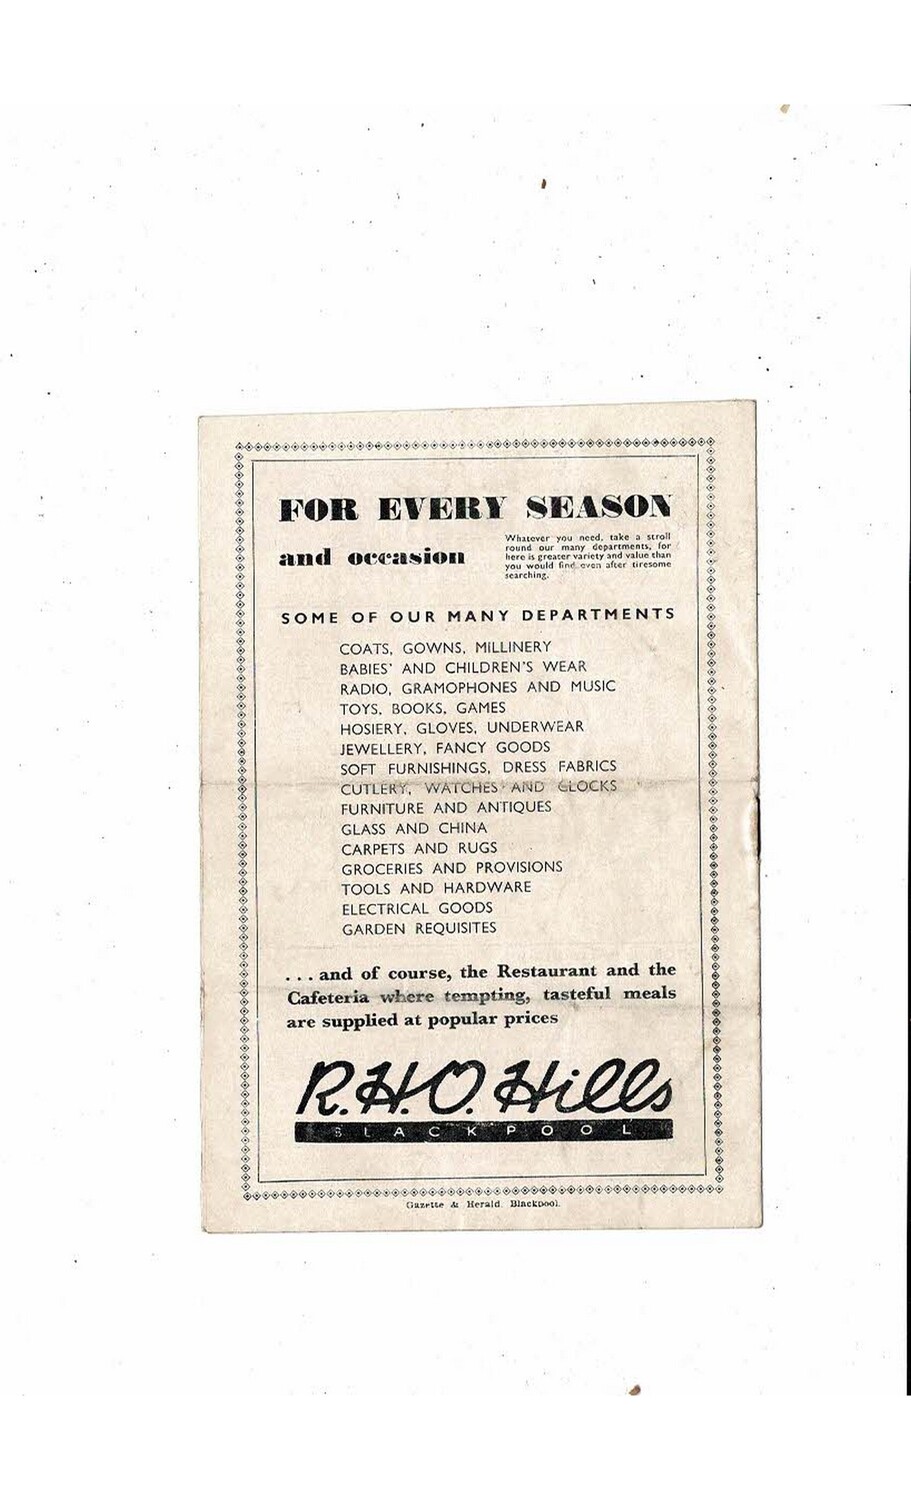 FOR EVERY SEASON
and occasion
Whatever you need, take a stroll
round our many departments, for
here is greater variety and value than
you would find even after tiresome
searching.
SOME OF OUR MANY DEPARTMENTS
COATS, GOWNS, MILLINERY
BABIES' AND CHILDREN'S WEAR
RADIO, GRAMOPHONES AND MUSIC
TOYS, BOOKS, GAMES
HOSIERY, GLOVES, UNDERWEAR
JEWELLERY, FANCY GOODS
SOFT FURNISHINGS, DRESS FABRICS
CUTLERY, WATCHES AND CLOCKS
FURNITURE AND ANTIQUES
GLASS AND CHINA
CARPETS AND RUGS
GROCERIES AND PROVISIONS
TOOLS AND HARDWARE
ELECTRICAL GOODS
GARDEN REQUISITES
...and of course, the Restaurant and the
Cafeteria where tempting, tasteful meals
are supplied at popular prices
R.H.O. Hills
BLACKPOOL
Gazette & Herald, Blackpool.